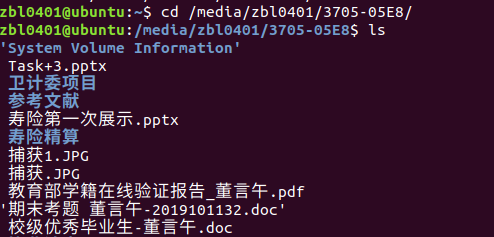 zbl0401@ubuntu:~$ cd /media/zbl0401/3705-05E8/
zbl0401@ubuntu:/media/zbl0401/3705-05E8$ ls
'System Volume Information'
Task+3.pptx
卫计委项目
参考文献
寿险第一次展示.pptx
寿险精算
捕获1.JPG
捕获.JPG
教育部学籍在线验证报告_董言午.pdf
'期末考题 董言午-2019101132.doc'
校级优秀毕业生-董言午.doc